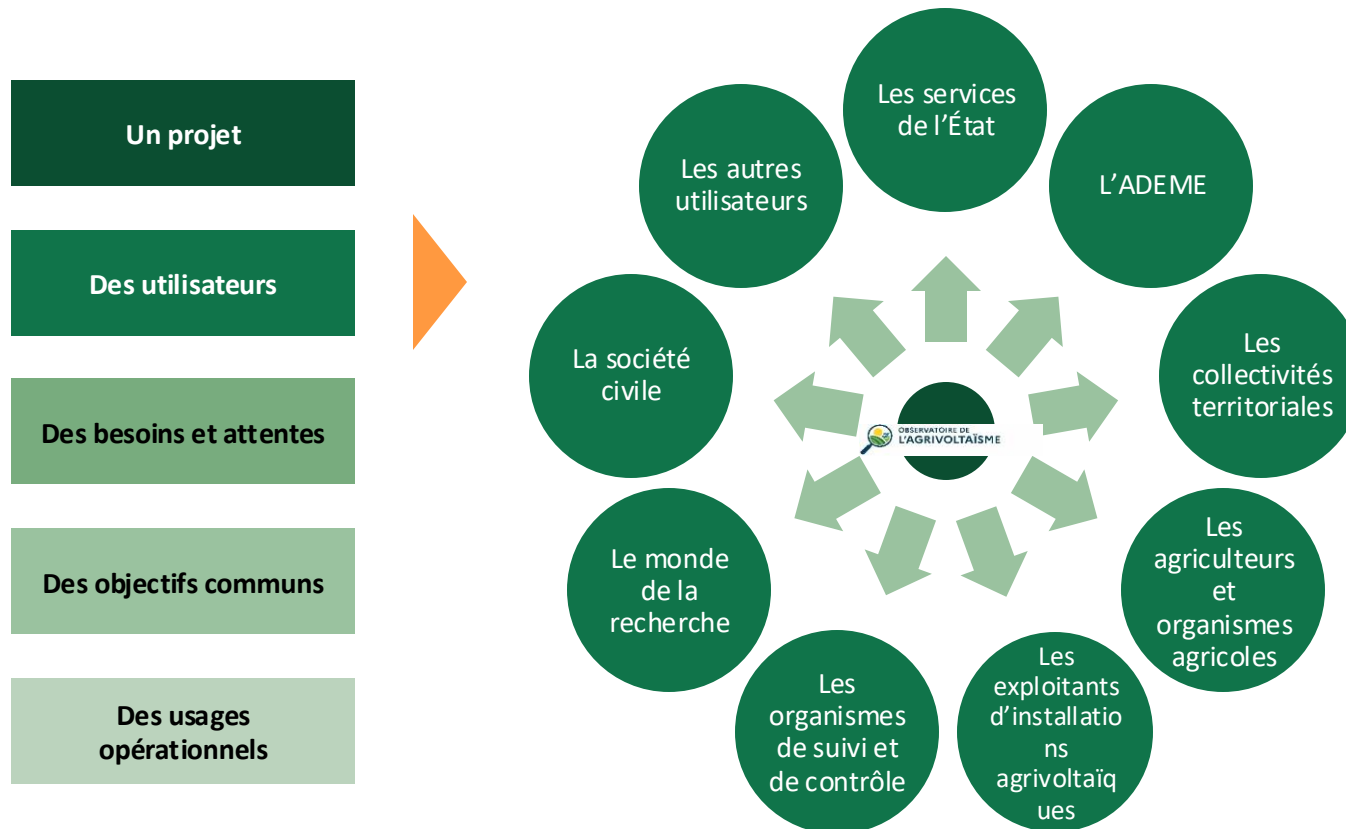 Un projet
Des utilisateurs
Des besoins et attentes
Des objectifs communs
Des usages
opérationnels
Les services
de l'État
L'ADEME
Les
collectivités
territoriales
Les
agriculteurs
et
organismes
agricoles
Les
exploitants
d'installatio
ns
agrivoltaïq
ues
Les
organismes
de suivi et
de contrôle
Le monde
de la
recherche
La société
civile
Les autres
utilisateurs
OBSERVATOIRE DE
L'AGRIVOLTAÏSME